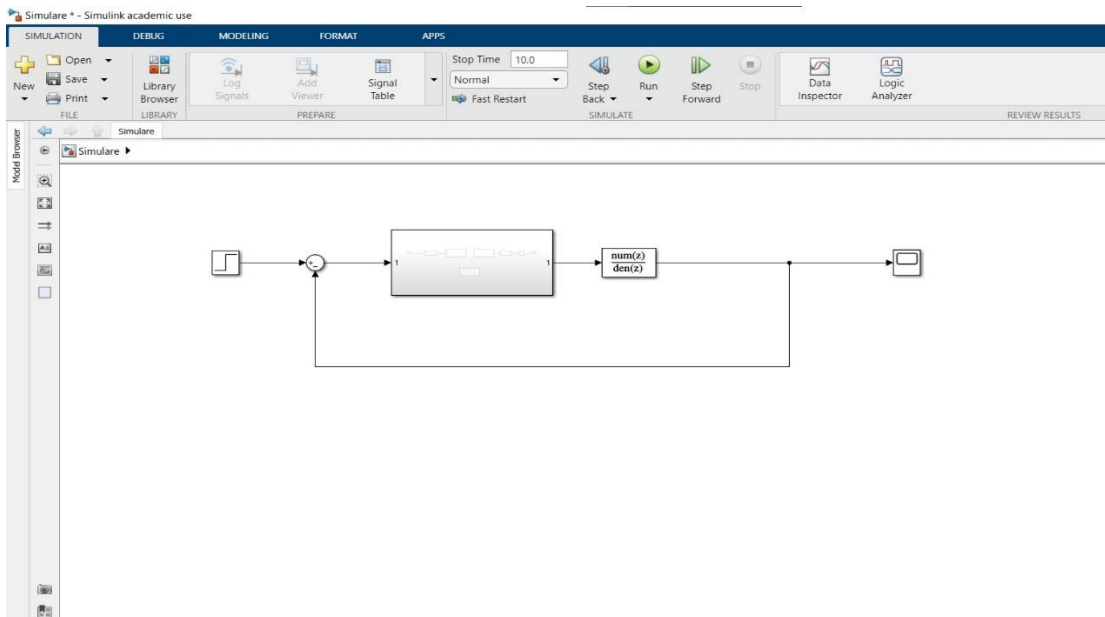 Simulare * - Simulink academic use
SIMULATION DEBUG MODELING FORMAT APPS
New
Open
Save
Print
FILE
Library
Browser
LIBRARY
Log
Signals
Add
Viewer
Signal
Table
PREPARE
Stop Time 10.0
Normal
Fast Restart
Step
Back
Run
Step
Forward
Stop
SIMULATE
Data
Inspector
Logic
Analyzer
REVIEW RESULTS
Model Browser
Simulare
Simulare
1
1
num(z)
den(z)